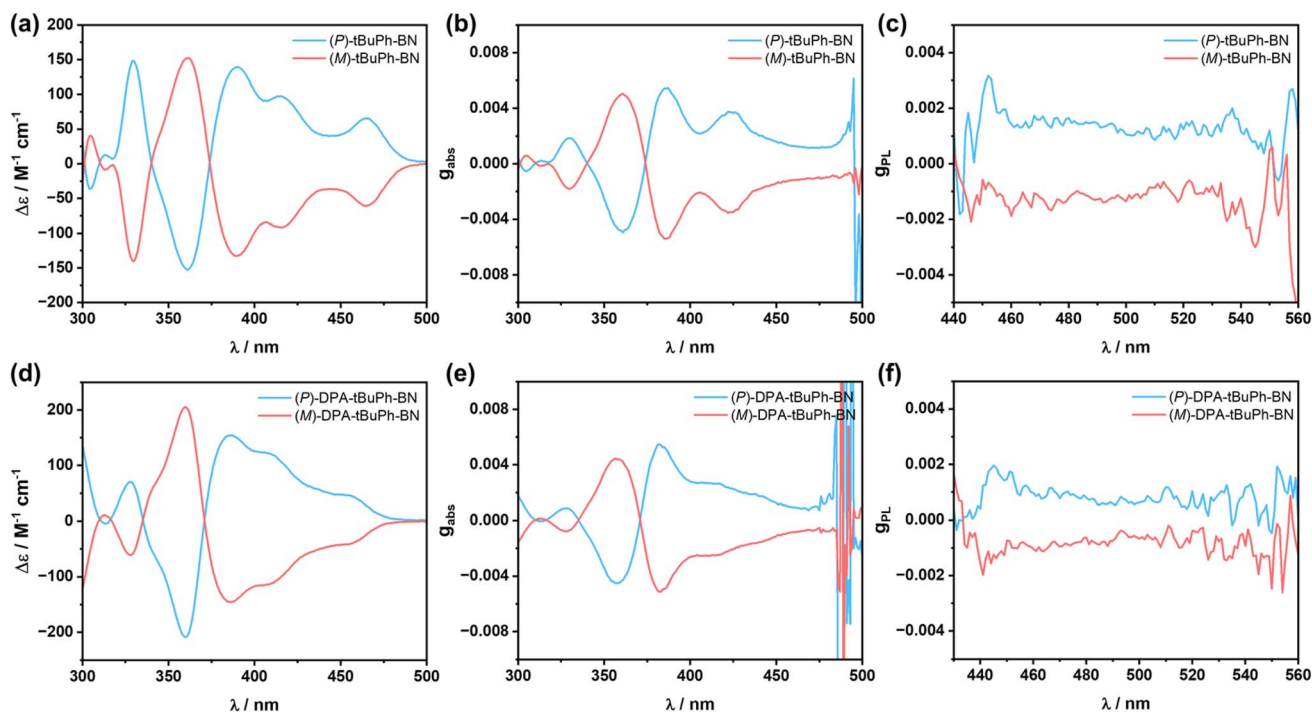 (a)
200
150
100
50
0
−50
−100
−150
−200
Δε / M⁻¹ cm⁻¹
(P)-tBuPh-BN
(M)-tBuPh-BN
300 350 400 450 500
λ / nm
(b)
0.008
0.004
0.000
−0.004
−0.008
g_abs
(P)-tBuPh-BN
(M)-tBuPh-BN
300 350 400 450 500
λ / nm
(c)
0.004
0.002
0.000
−0.002
−0.004
g_PL
(P)-tBuPh-BN
(M)-tBuPh-BN
440 460 480 500 520 540 560
λ / nm
(d)
200
150
100
50
0
−50
−100
−150
−200
Δε / M⁻¹ cm⁻¹
(P)-DPA-tBuPh-BN
(M)-DPA-tBuPh-BN
300 350 400 450 500
λ / nm
(e)
0.008
0.004
0.000
−0.004
−0.008
g_abs
(P)-DPA-tBuPh-BN
(M)-DPA-tBuPh-BN
300 350 400 450 500
λ / nm
(f)
0.004
0.002
0.000
−0.002
−0.004
g_PL
(P)-DPA-tBuPh-BN
(M)-DPA-tBuPh-BN
440 460 480 500 520 540 560
λ / nm